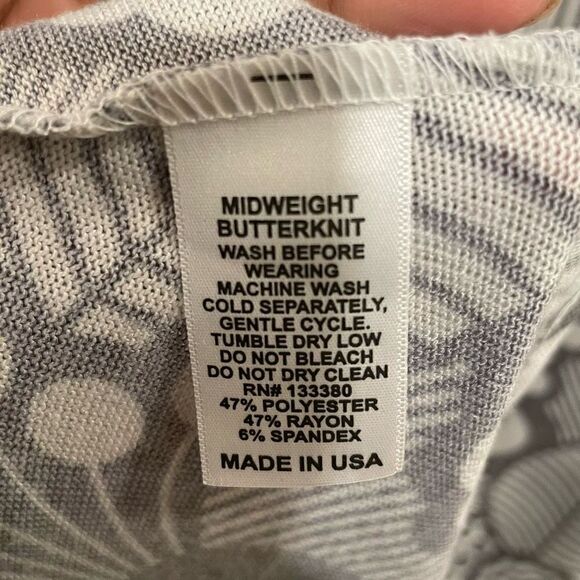 MIDWEIGHT
BUTTERKNIT
WASH BEFORE
WEARING
MACHINE WASH
COLD SEPARATELY,
GENTLE CYCLE.
TUMBLE DRY LOW
DO NOT BLEACH
DO NOT DRY CLEAN
RN# 133380
47% POLYESTER
47% RAYON
6% SPANDEX
MADE IN USA